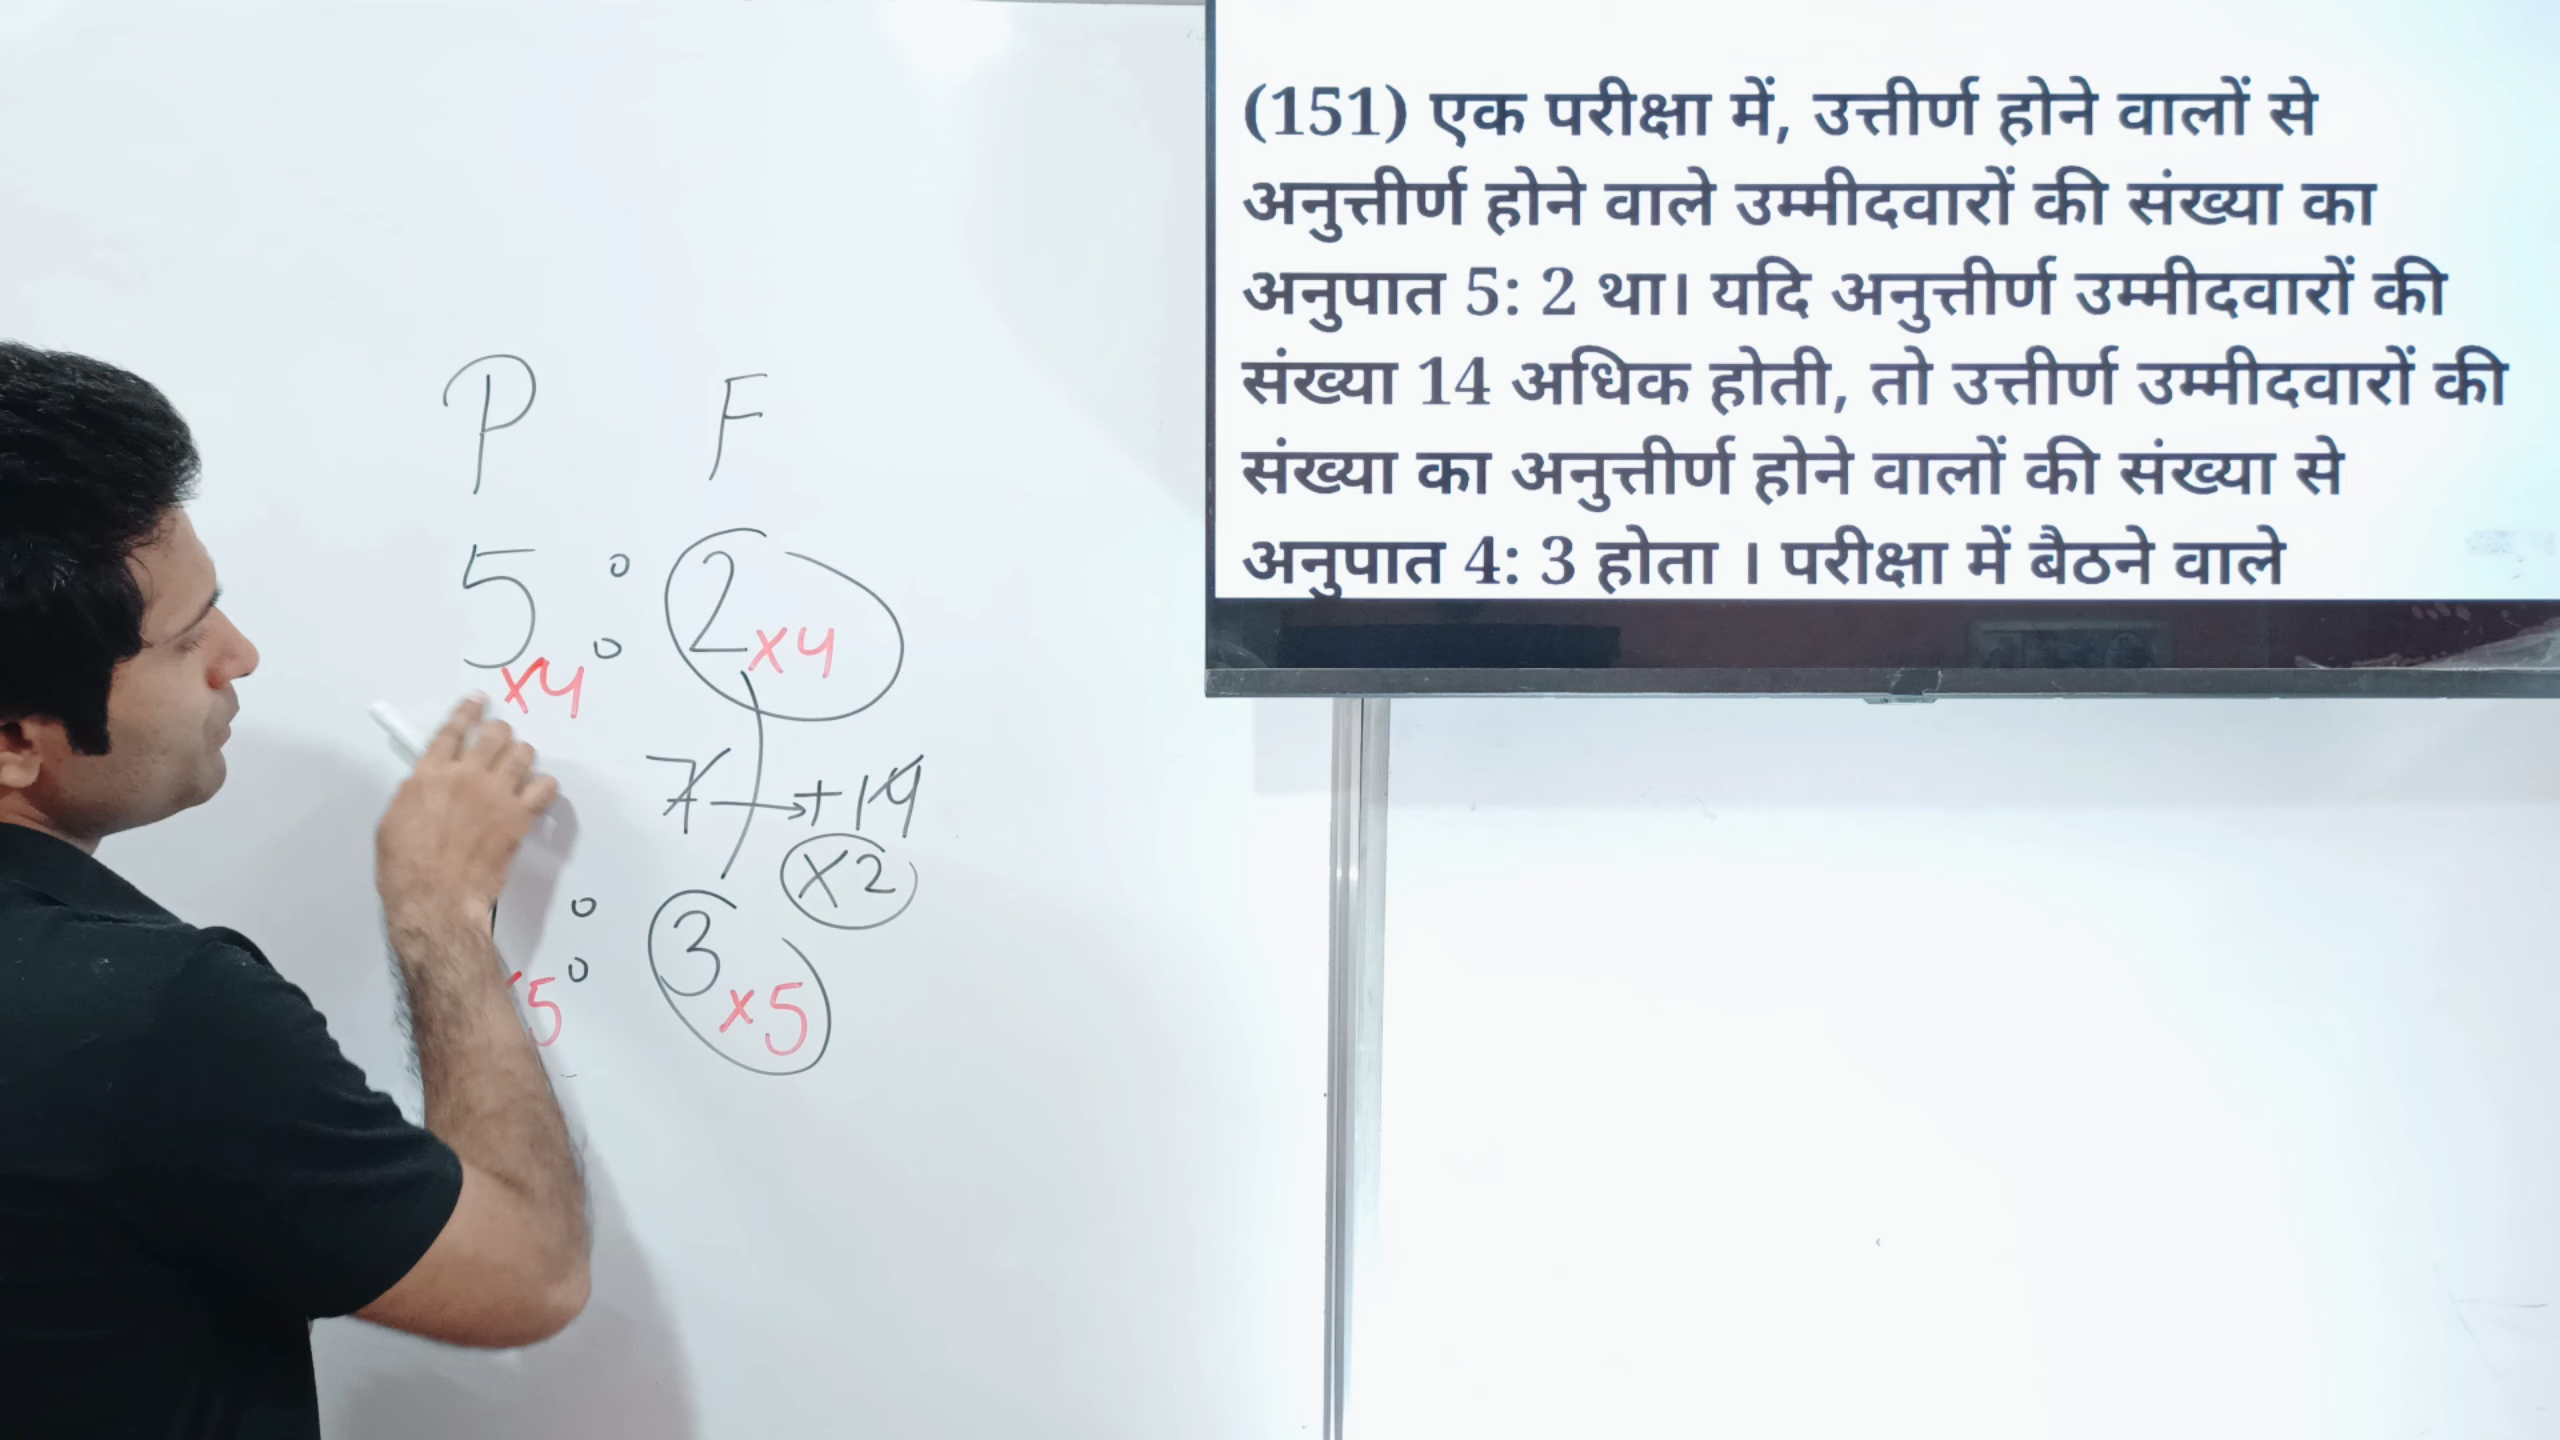 P F
5 : 2 ×4
×4
7 → +14
×2
: 3
5 ×5
(151) एक परीक्षा में, उत्तीर्ण होने वालों से
अनुत्तीर्ण होने वाले उम्मीदवारों की संख्या का
अनुपात 5: 2 था। यदि अनुत्तीर्ण उम्मीदवारों की
संख्या 14 अधिक होती, तो उत्तीर्ण उम्मीदवारों की
संख्या का अनुत्तीर्ण होने वालों की संख्या से
अनुपात 4: 3 होता । परीक्षा में बैठने वाले